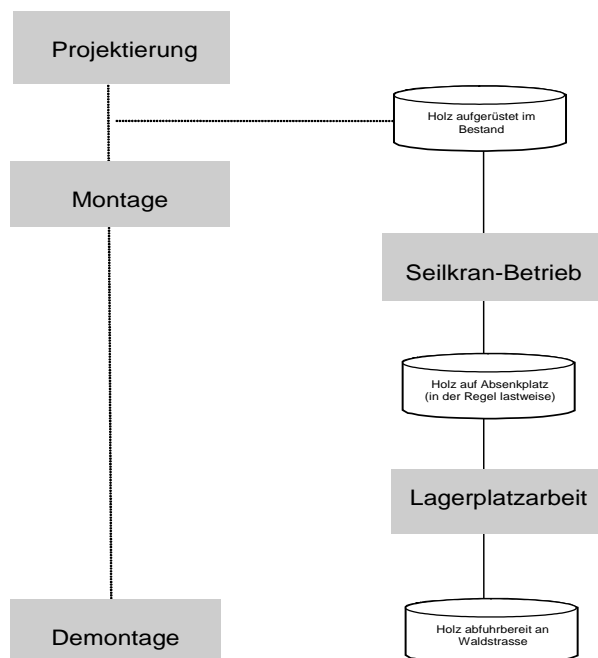 Projektierung
Holz aufgerüstet im
Bestand
Montage
Seilkran-Betrieb
Holz auf Absenkplatz
(in der Regel lastweise)
Lagerplatzarbeit
Demontage
Holz abfuhrbereit an
Waldstrasse